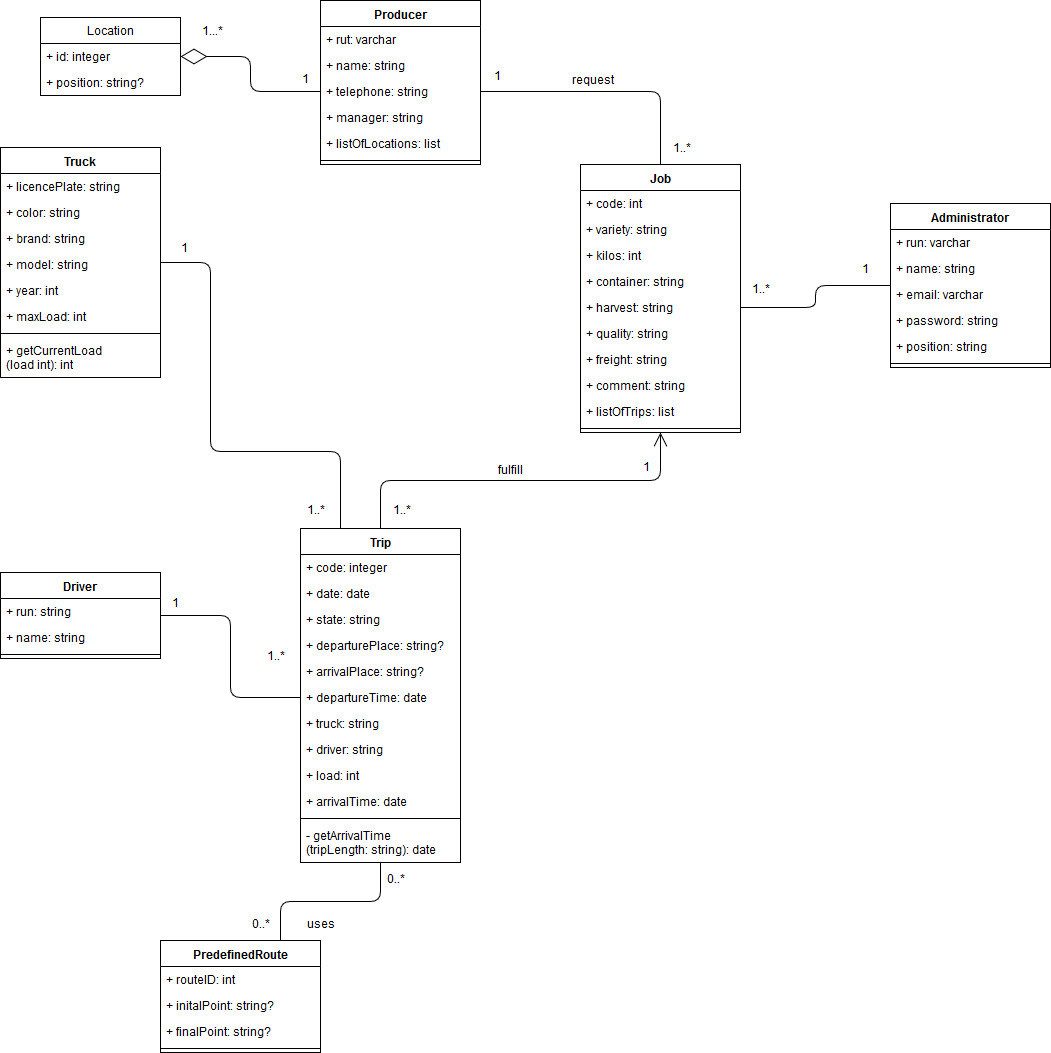 Location
+ id: integer
+ position: string?
1...*
1
Producer
+ rut: varchar
+ name: string
+ telephone: string
+ manager: string
+ listOfLocations: list
1
request
1..*
Truck
+ licencePlate: string
+ color: string
+ brand: string
+ model: string
+ year: int
+ maxLoad: int
+ getCurrentLoad
(load int): int
1
Job
+ code: int
+ variety: string
+ kilos: int
+ container: string
+ harvest: string
+ quality: string
+ freight: string
+ comment: string
+ listOfTrips: list
1..*
1
Administrator
+ run: varchar
+ name: string
+ email: varchar
+ password: string
+ position: string
fulfill
1
1..*
1..*
Trip
+ code: integer
+ date: date
+ state: string
+ departurePlace: string?
+ arrivalPlace: string?
+ departureTime: date
+ truck: string
+ driver: string
+ load: int
+ arrivalTime: date
- getArrivalTime
(tripLength: string): date
Driver
+ run: string
+ name: string
1
1..*
0..*
0..*
uses
PredefinedRoute
+ routeID: int
+ initalPoint: string?
+ finalPoint: string?